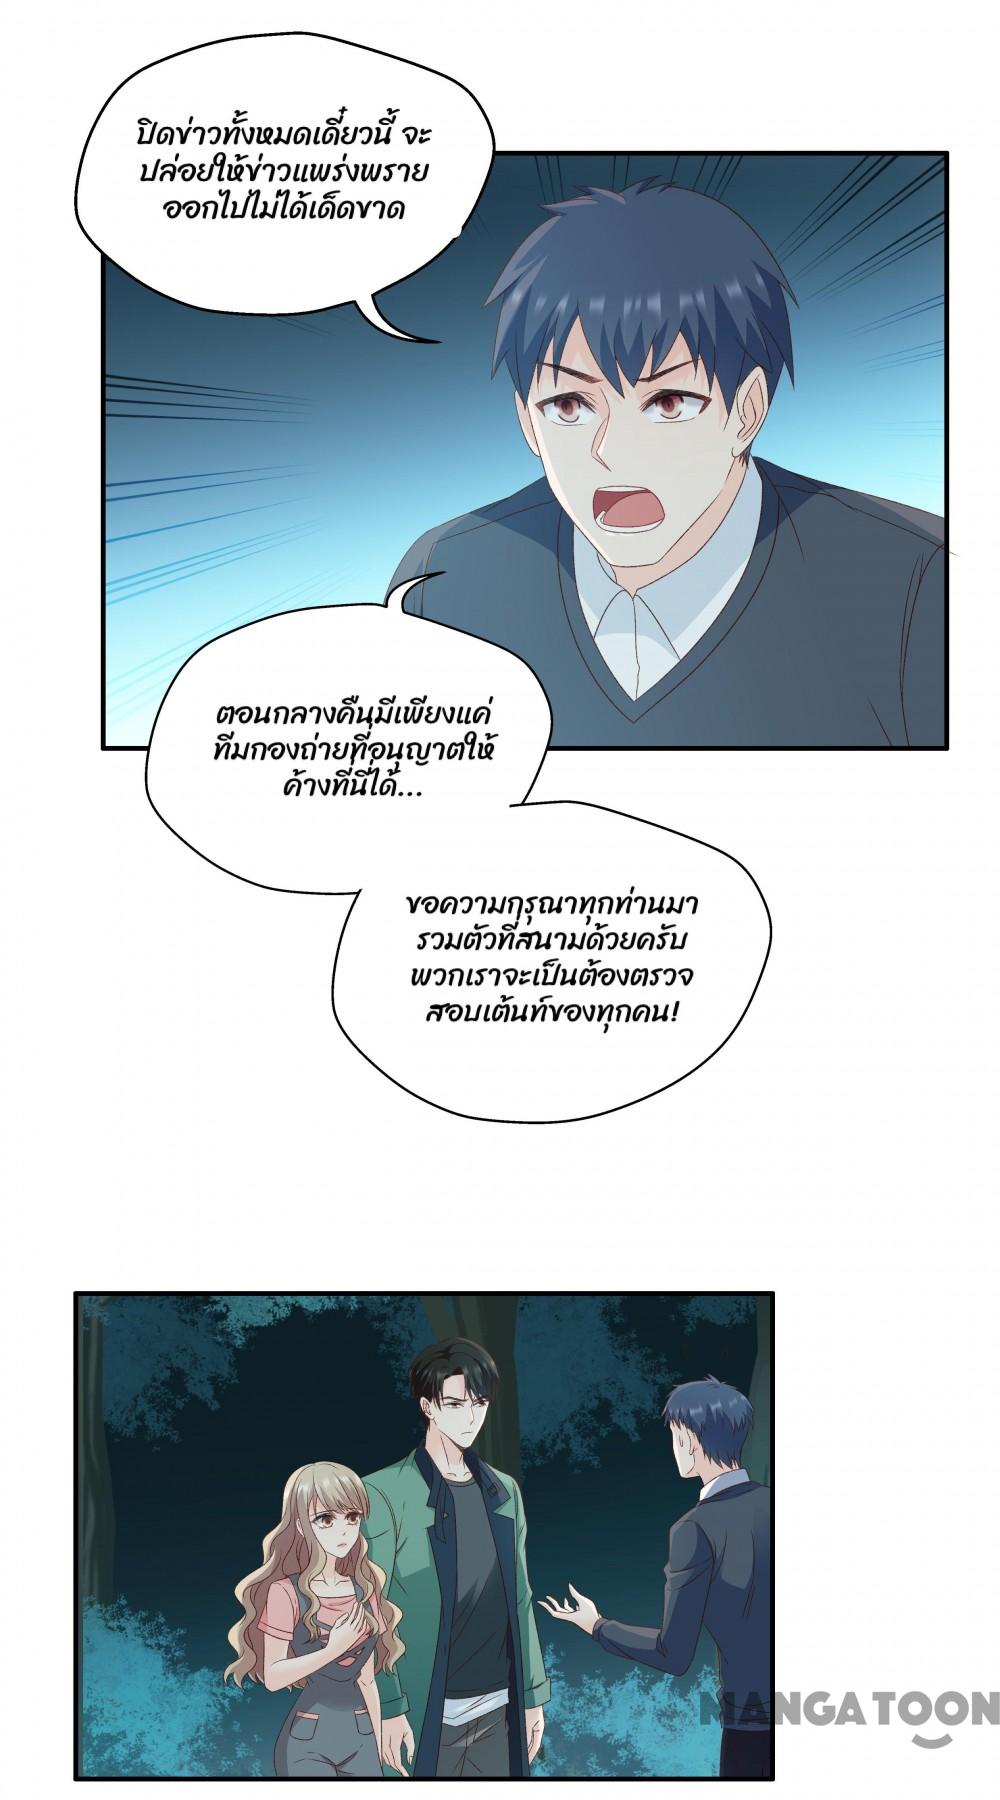 ปิดข่าวทั้งหมดเดี๋ยวนี้ จะ
ปล่อยให้ข่าวแพร่งพราย
ออกไปไม่ได้เด็ดขาด
ตอนกลางคืนมีเพียงแค่
ทีมกองถ่ายที่อนุญาตให้
ค้างที่นี่ได้...
ขอความกรุณาทุกท่านมา
รวมตัวที่สนามด้วยครับ
พวกเราจะเป็นต้องตรวจ
สอบเต้นท์ของทุกคน!
MANGATOON